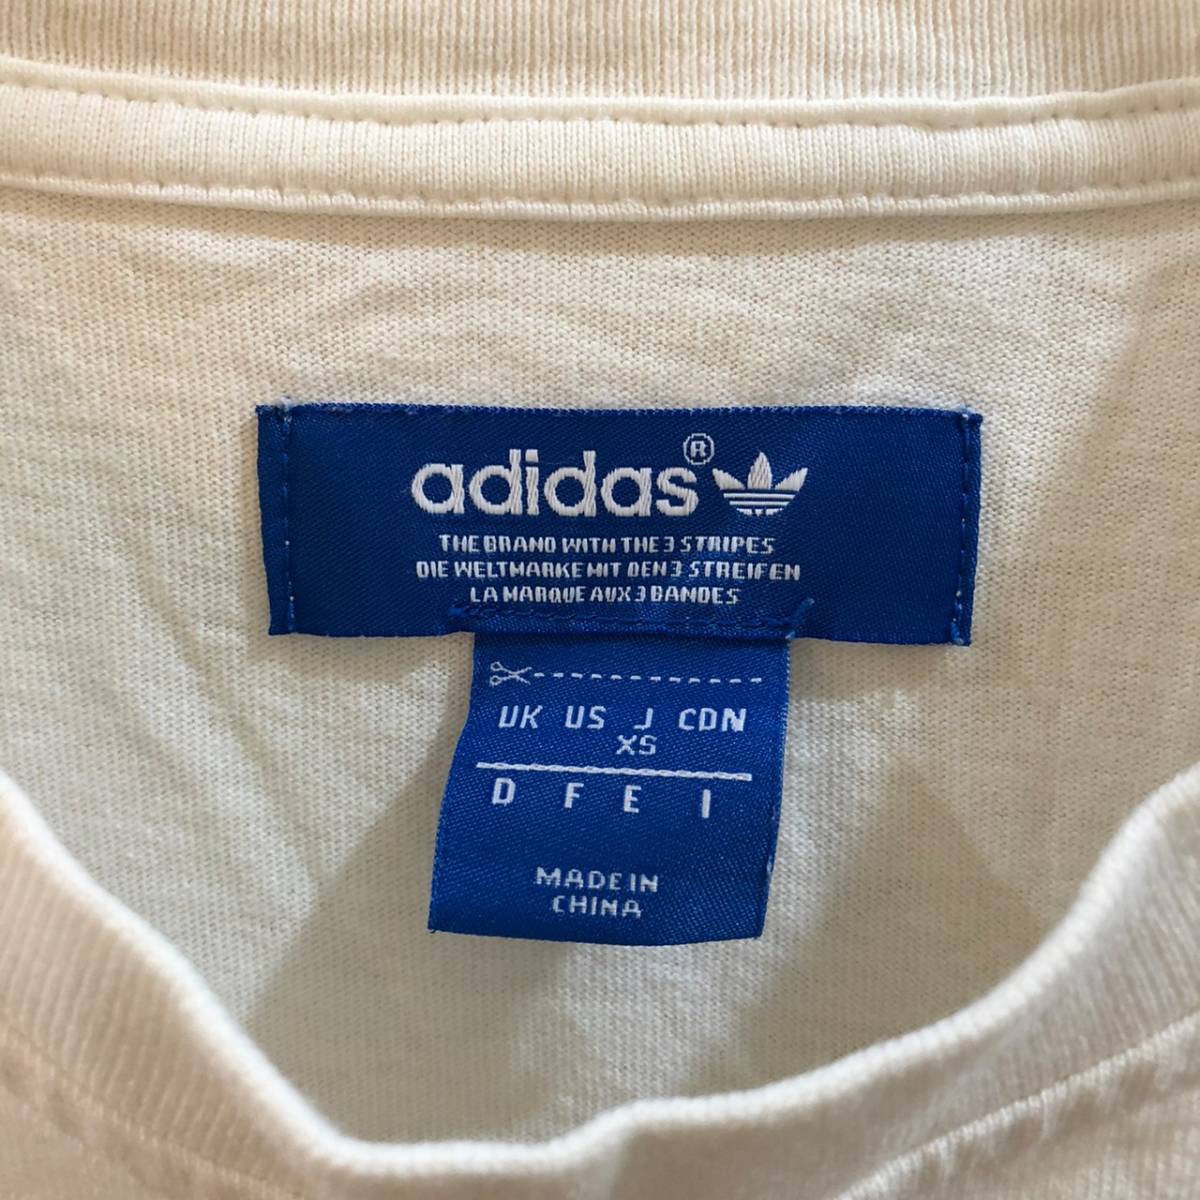 adidas®
THE BRAND WITH THE 3 STRIPES
DIE WELTMARKE MIT DEN 3 STREIFEN
LA MARQUE AUX 3 BANDES
UK US J CDN
XS
D F E I
MADE IN
CHINA